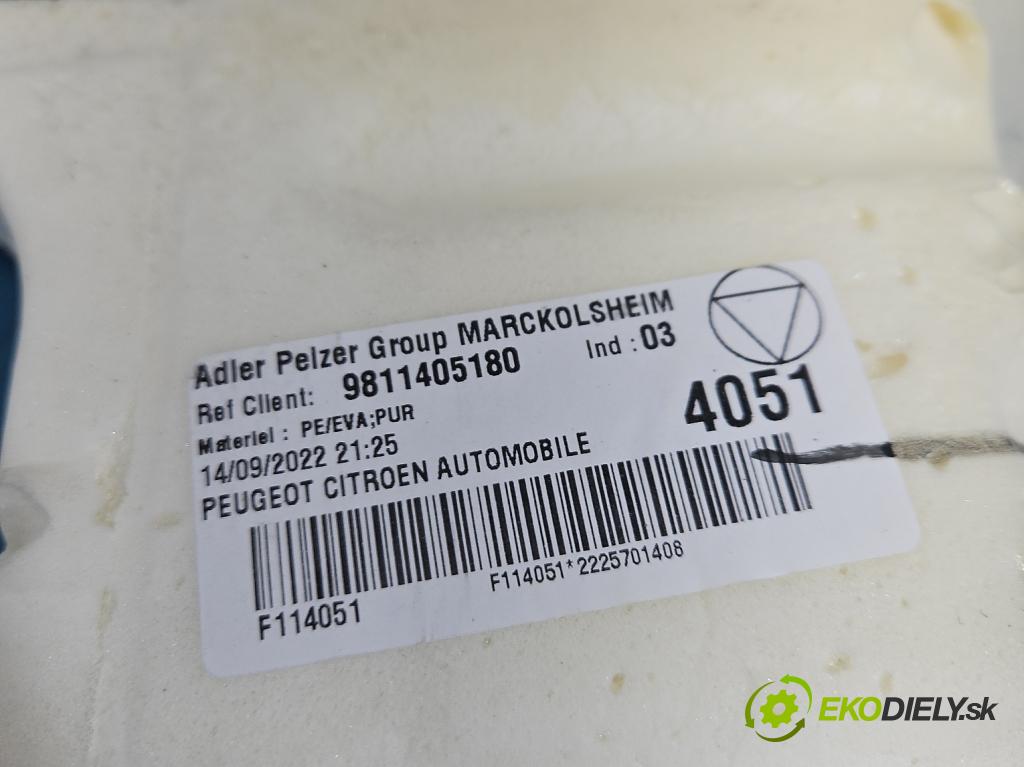 Adler Pelzer Group MARCKOLSHEIM
Ref Client: 9811405180 Ind : 03
Materiel : PE/EVA;PUR
4051
14/09/2022 21:25
PEUGEOT CITROEN AUTOMOBILE
F114051*2225701408
F114051
EKODIELY.sk